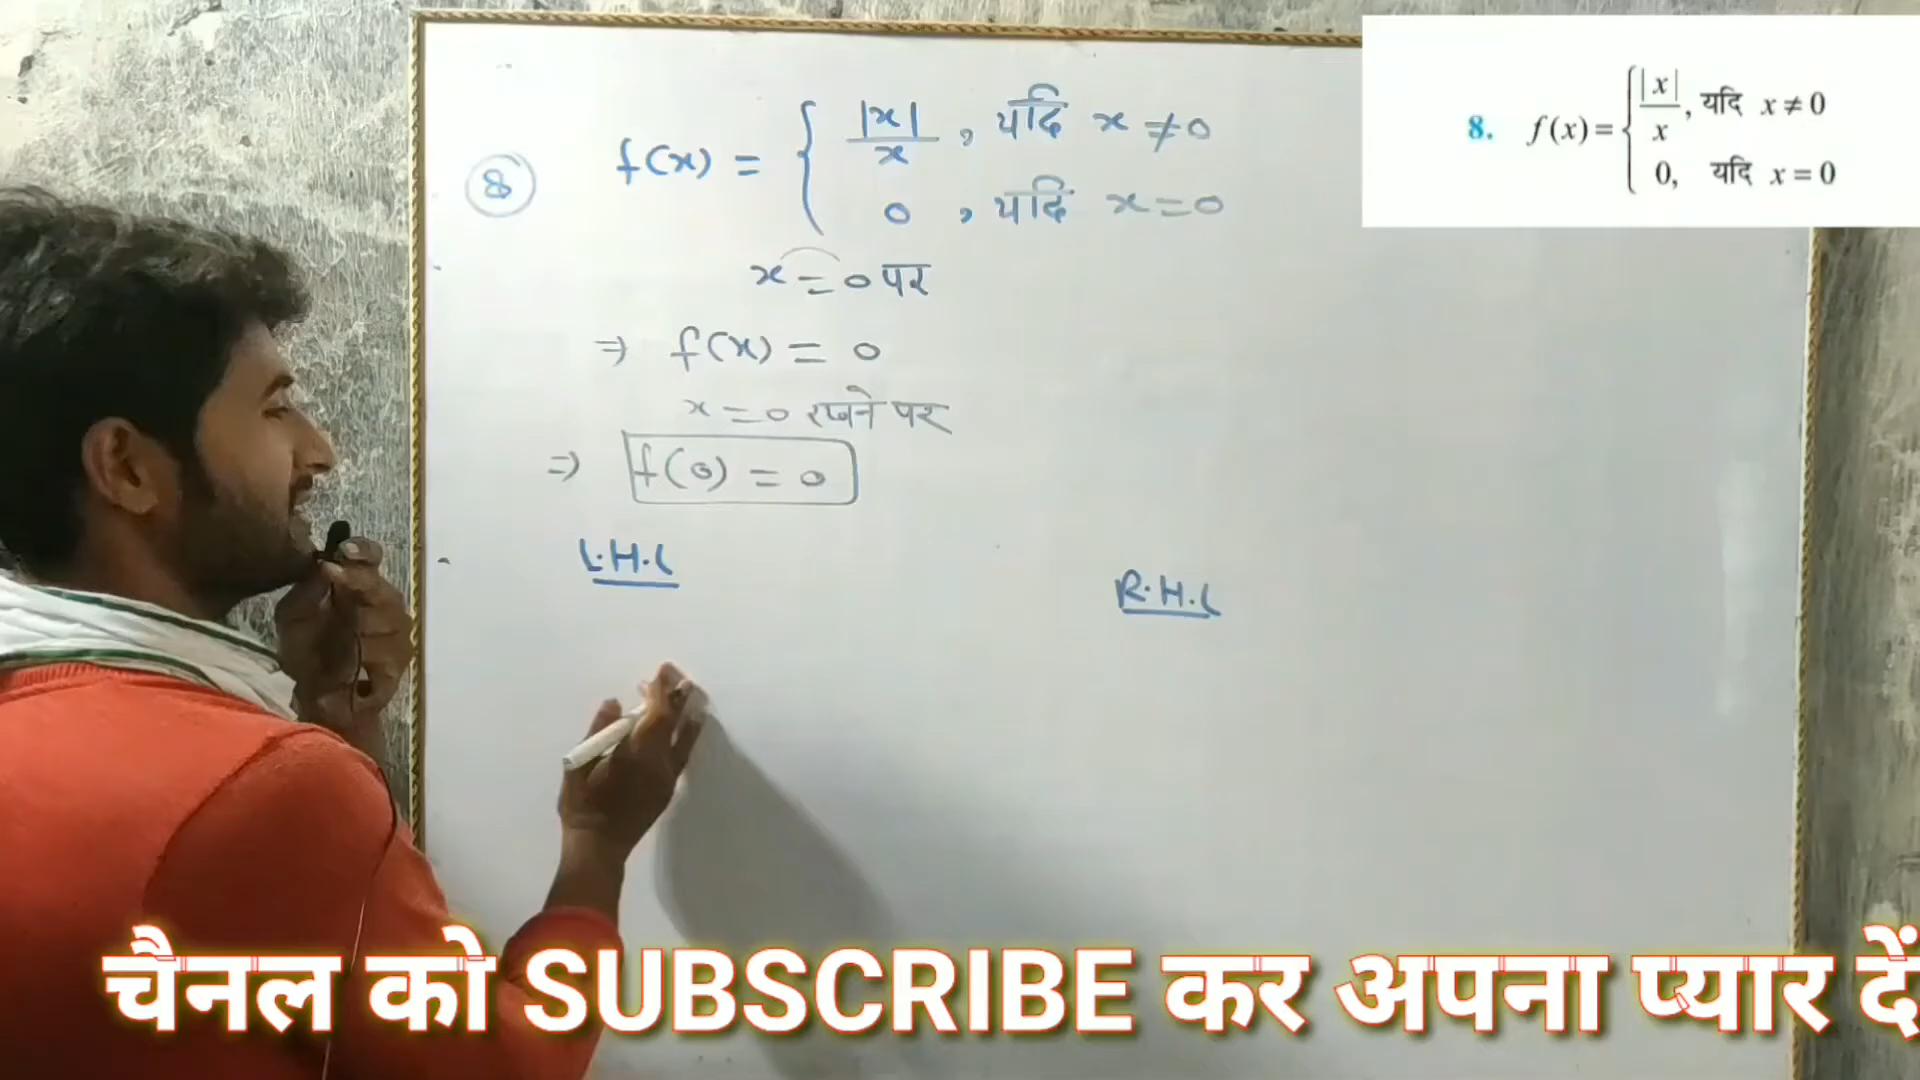 8 f(x) = { |x|/x , यदि x ≠ 0
0 , यदि x = 0
x = 0 पर
⇒ f(x) = 0
x = 0 रखने पर
⇒ f(0) = 0
L.H.L
R.H.L
8. f(x) = { |x|/x, यदि x ≠ 0
0, यदि x = 0
चैनल को SUBSCRIBE कर अपना प्यार दें